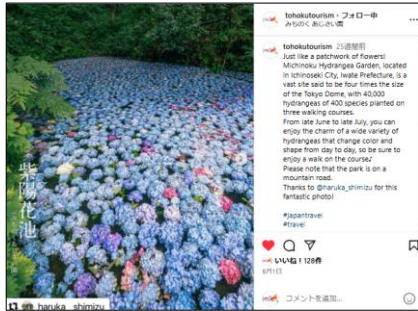 tohokutourism・フォロー中
みちのくあじさい園
tohokutourism 25週間前
Just like a patchwork of flowers!
Michinoku Hydrangea Garden, located
in Ichinoseki City, Iwate Prefecture, is a
vast site said to be four times the size
of the Tokyo Dome, with 40,000
hydrangeas of 400 species planted on
three walking courses.
From late June to late July, you can
enjoy the charm of a wide variety of
hydrangeas that change color and
shape from day to day, so be sure to
enjoy a walk on the course♪
Please note that the park is on a
mountain road.
Thanks to @haruka_shimizu for this
fantastic photo!
#japantravel
#travel
いいね！128件
6月1日
コメントを追加...
紫陽花池
haruka_shimizu